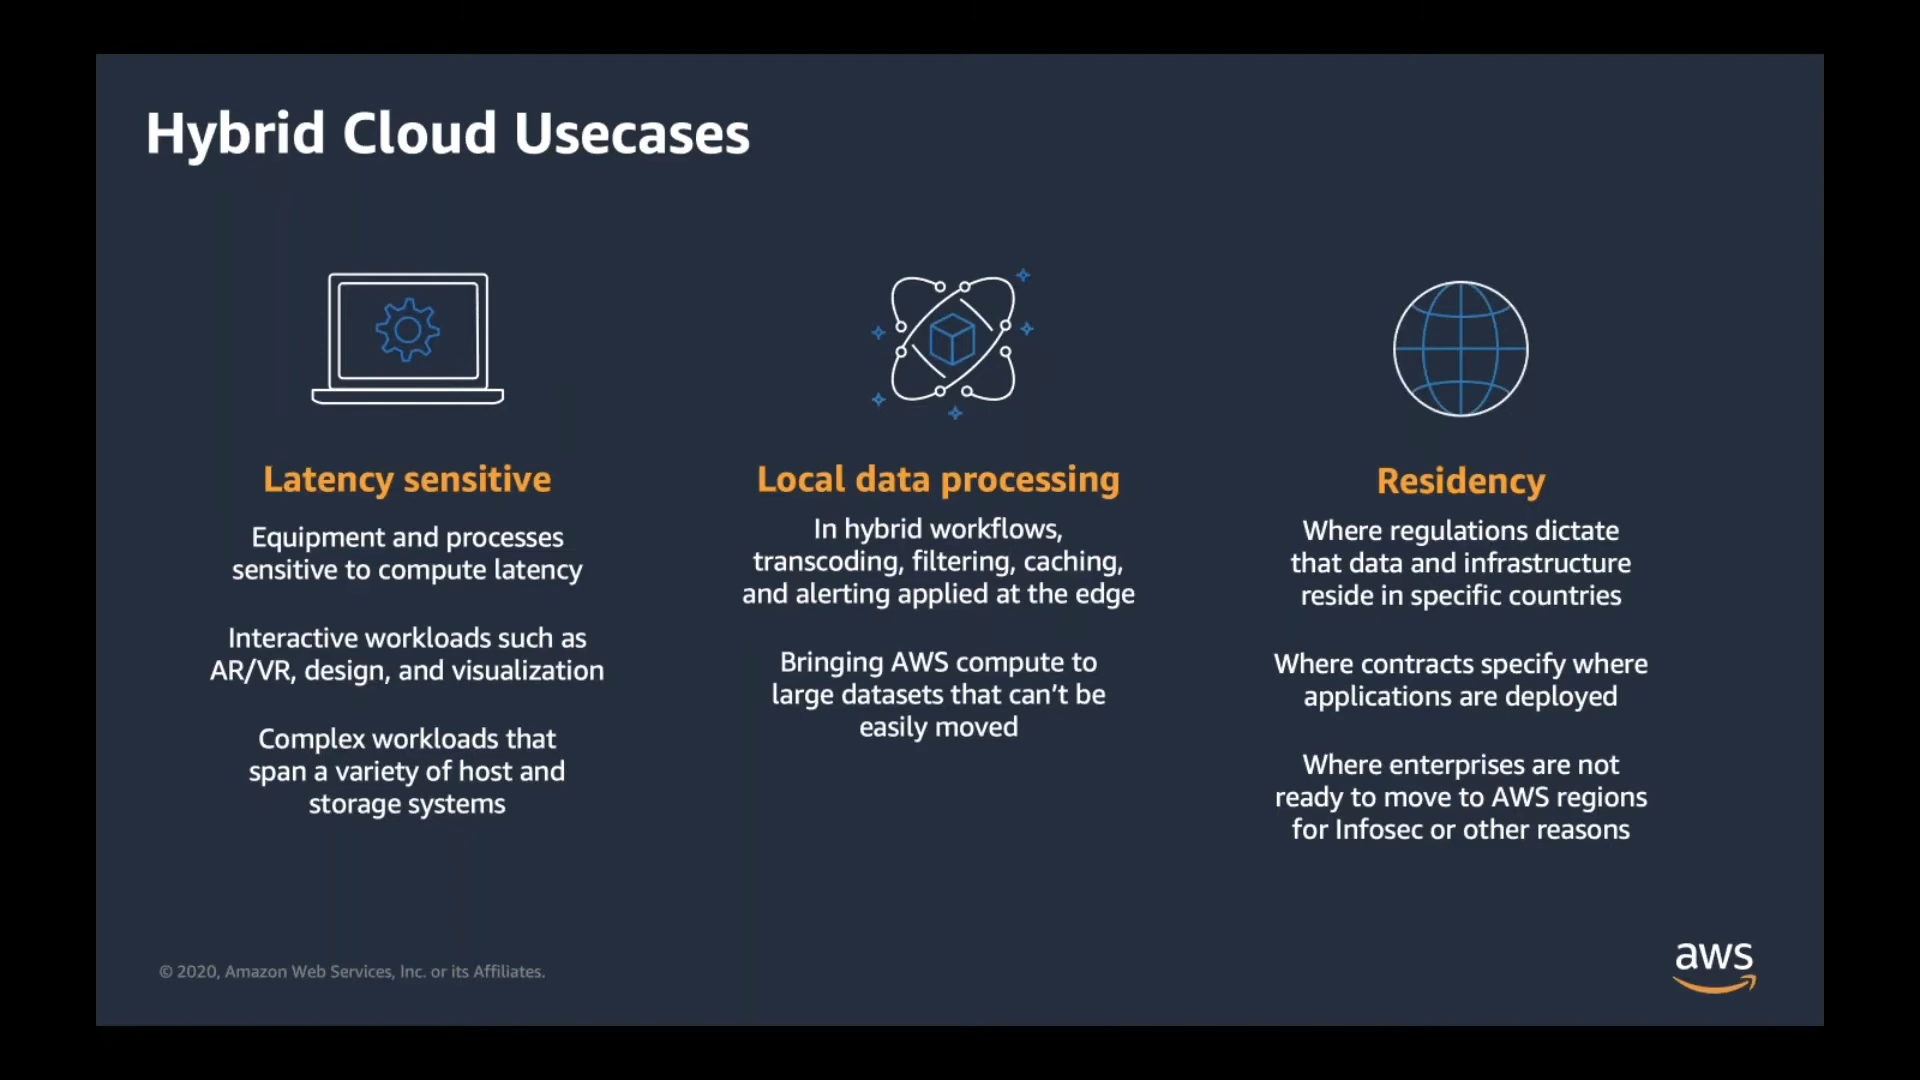 Hybrid Cloud Usecases
Latency sensitive
Equipment and processes
sensitive to compute latency
Interactive workloads such as
AR/VR, design, and visualization
Complex workloads that
span a variety of host and
storage systems
Local data processing
In hybrid workflows,
transcoding, filtering, caching,
and alerting applied at the edge
Bringing AWS compute to
large datasets that can’t be
easily moved
Residency
Where regulations dictate
that data and infrastructure
reside in specific countries
Where contracts specify where
applications are deployed
Where enterprises are not
ready to move to AWS regions
for Infosec or other reasons
© 2020, Amazon Web Services, Inc. or its Affiliates.
aws